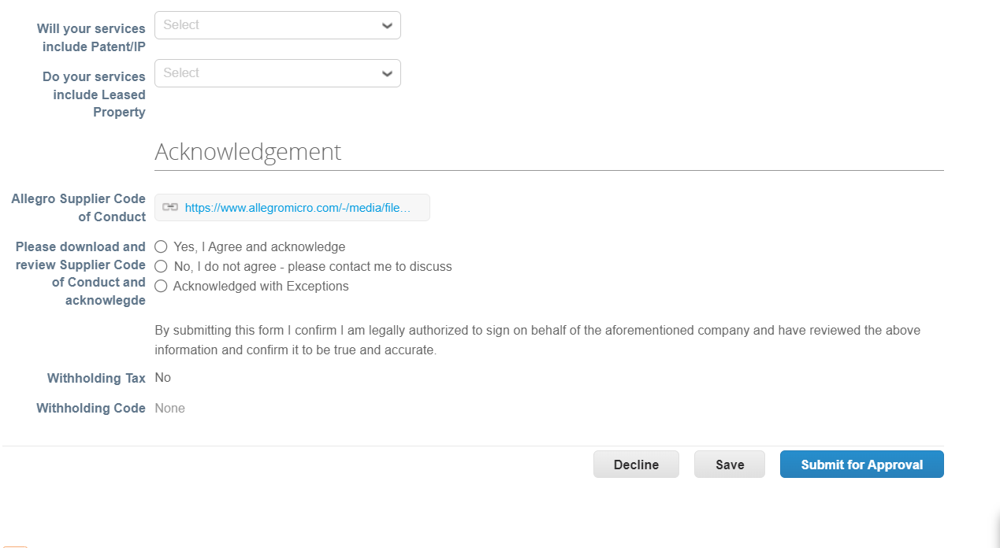 Will your services
include Patent/IP
Select
Do your services
include Leased
Property
Select
Acknowledgement
Allegro Supplier Code
of Conduct
https://www.allegromicro.com/-/media/file...
Please download and
review Supplier Code
of Conduct and
acknowlegde
Yes, I Agree and acknowledge
No, I do not agree - please contact me to discuss
Acknowledged with Exceptions
By submitting this form I confirm I am legally authorized to sign on behalf of the aforementioned company and have reviewed the above
information and confirm it to be true and accurate.
Withholding Tax No
Withholding Code None
Decline Save Submit for Approval